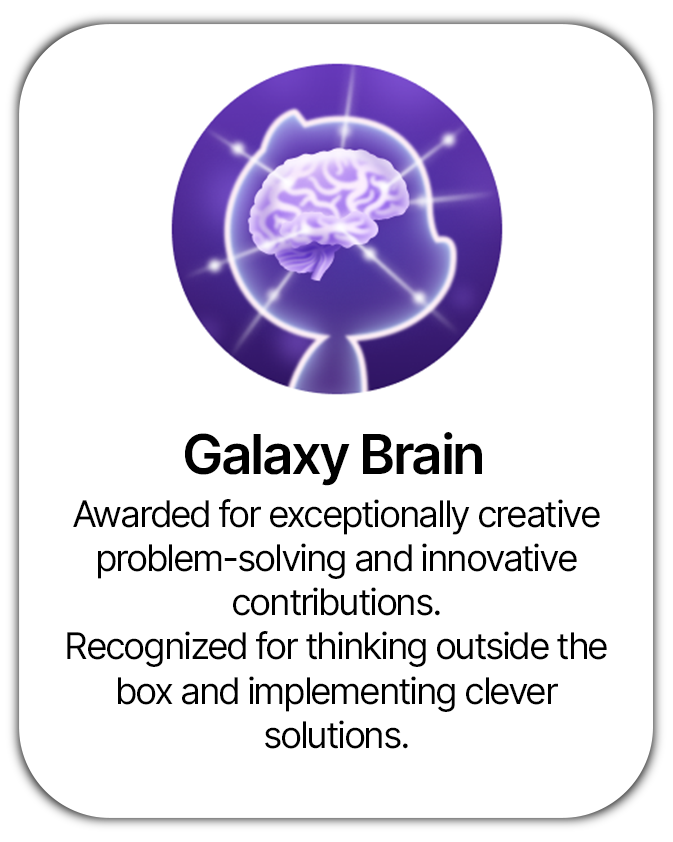 Galaxy Brain
Awarded for exceptionally creative
problem-solving and innovative
contributions.
Recognized for thinking outside the
box and implementing clever
solutions.